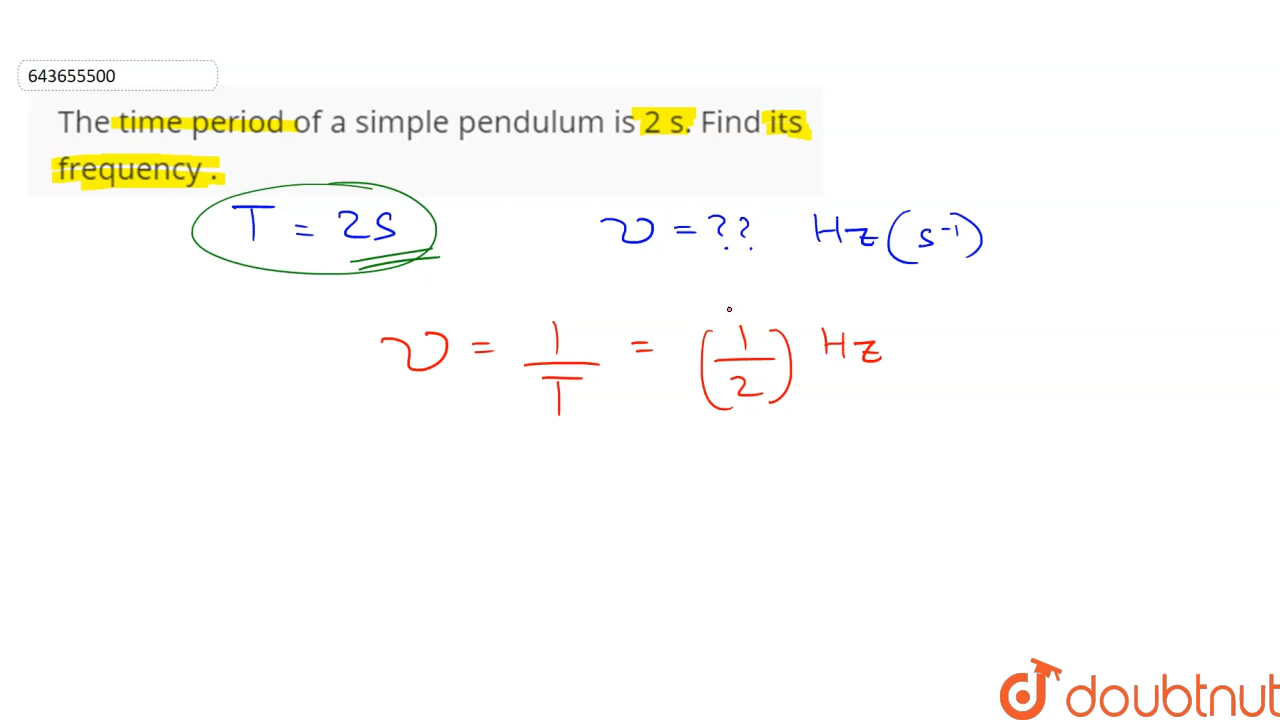 643655500
The time period of a simple pendulum is 2 s. Find its
frequency .
T = 2s ν = ?? Hz (s⁻¹)
ν = 1/T = (1/2) Hz
doubtnut